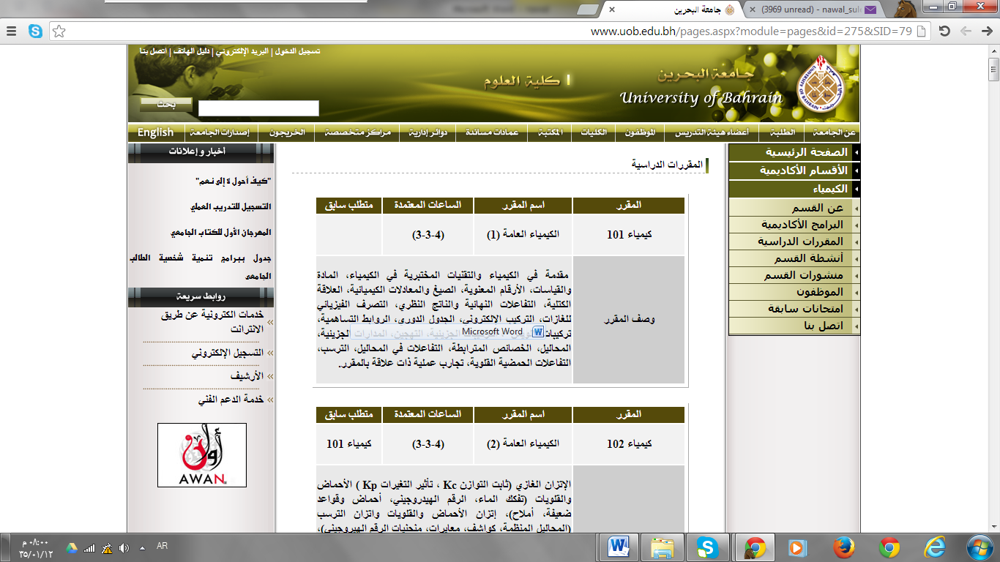 جامعة البحرين
(3969 unread) - nawal_sul
www.uob.edu.bh/pages.aspx?module=pages&id=275&SID=79
تسجيل الدخول | البريد الإلكتروني | دليل الهاتف | اتصل بنا
جامعة البحرين
كلية العلوم
University of Bahrain
بحث
عن الجامعة
الطلبة
أعضاء هيئة التدريس
الموظفون
الكليات
المكتبة
عمادات مساندة
دوائر إدارية
مراكز متخصصة
الخريجون
إصدارات الجامعة
English
الصفحة الرئيسية
الأقسام الأكاديمية
الكيمياء
عن القسم
البرامج الأكاديمية
المقررات الدراسية
أنشطة القسم
منشورات القسم
الموظفون
امتحانات سابقة
اتصل بنا
المقررات الدراسية
المقرر اسم المقرر الساعات المعتمدة متطلب سابق
كيمياء 101 الكيمياء العامة (1) (3-3-4)
وصف المقرر
مقدمة في الكيمياء والتقنيات المختبرية في الكيمياء، المادة
والقياسات، الأرقام المعنوية، الصيغ والمعادلات الكيميائية، العلاقة
الكتلية، التفاعلات النهائية والناتج النظري، التصرف الفيزيائي
للغازات، التركيب الالكتروني، الجدول الدوري، الروابط التساهمية،
تركيبات الجزيئية، التهجين، المدارات الجزيئية،
Microsoft Word
المحاليل، الخصائص المترابطة، التفاعلات في المحاليل، الترسب،
التفاعلات الحمضية القلوية، تجارب عملية ذات علاقة بالمقرر.
المقرر اسم المقرر الساعات المعتمدة متطلب سابق
كيمياء 102 الكيمياء العامة (2) (3-3-4) كيمياء 101
الإتزان الغازي (ثابت التوازن Kc ، تأثير التغيرات Kp ) الأحماض
والقلويات (تفكك الماء، الرقم الهيدروجيني، أحماض وقواعد
ضعيفة، أملاح)، إتزان الأحماض والقلويات واتزان الترسب
(المحاليل المنظمة، كواشف، معايرات، منحنيات الرقم الهيروجيني)،
أخبار و إعلانات
"كيف أحول لا إلى نعم"
التسجيل للتدريب العملي
المهرجان الأول للكتاب الجامعي
جدول ببرامج تنمية شخصية الطالب
الجامعي
روابط سريعة
خدمات الكترونية عن طريق
الانترانت
التسجيل الإلكتروني
الأرشيف
خدمة الدعم الفني
أوان
AWAN
AR
٠٨:٠٠ م
٣٥/٠١/١٢